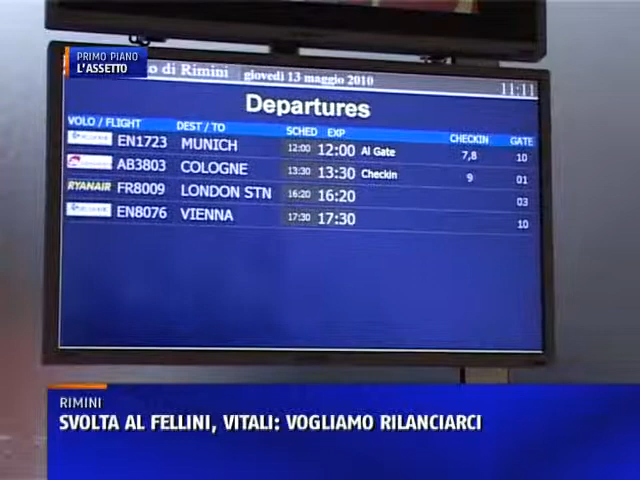 PRIMO PIANO
L'ASSETTO
o di Rimini giovedì 13 maggio 2010 11:11
Departures
VOLO / FLIGHT DEST / TO SCHED EXP CHECKIN GATE
EN1723 MUNICH 12:00 12:00 Al Gate 7,8 10
AB3803 COLOGNE 13:30 13:30 Checkin 9 01
RYANAIR FR8009 LONDON STN 16:20 16:20 03
EN8076 VIENNA 17:30 17:30 10
RIMINI
SVOLTA AL FELLINI, VITALI: VOGLIAMO RILANCIARCI